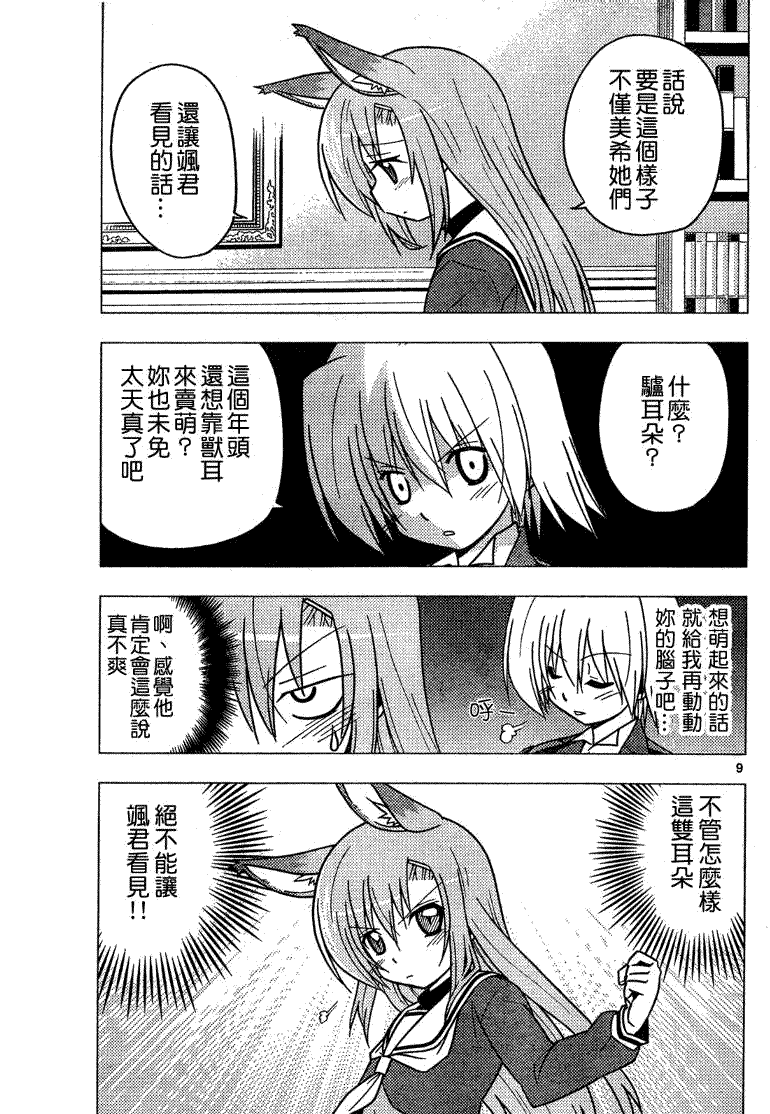 話說
要是這個樣子
不僅美希她們
還讓颯君
看見的話…
什麼？
驢耳朵？
這個年頭
還想靠獸耳
來賣萌？
妳也未免
太天真了吧
想萌起來的話
就給我再動動
妳的腦子吧…
呼－
啊、感覺他
肯定會這麼說
真不爽
9
不管怎麼樣
這雙耳朵
絕不能讓
颯君看見!!